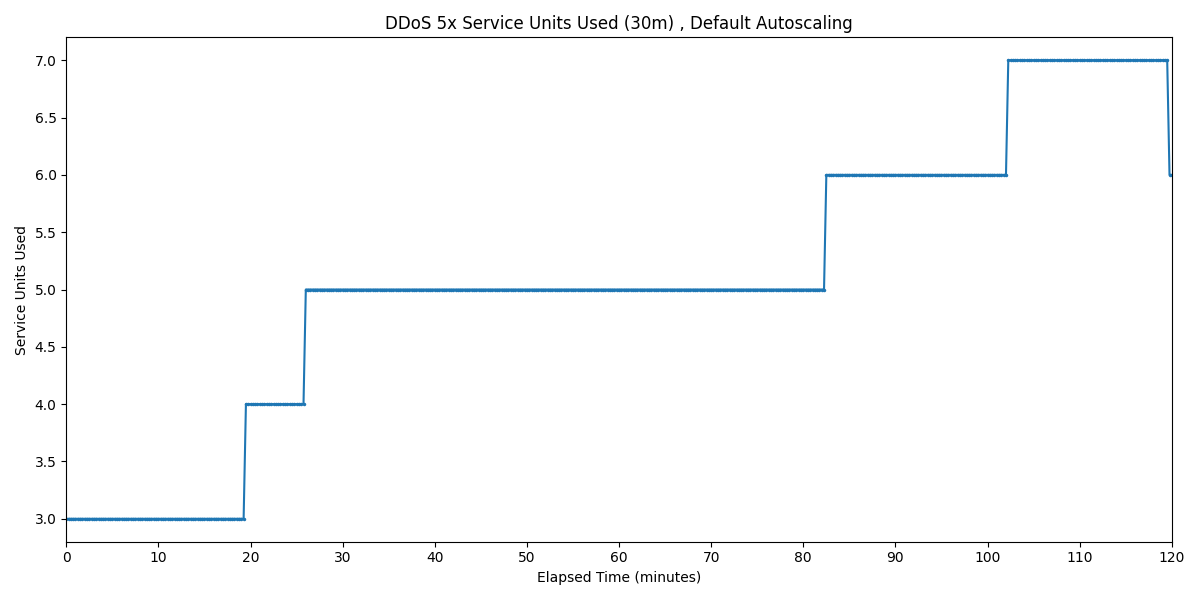 DDoS 5x Service Units Used (30m) , Default Autoscaling
7.0
6.5
6.0
5.5
5.0
4.5
4.0
3.5
3.0
Service Units Used
0 10 20 30 40 50 60 70 80 90 100 110 120
Elapsed Time (minutes)